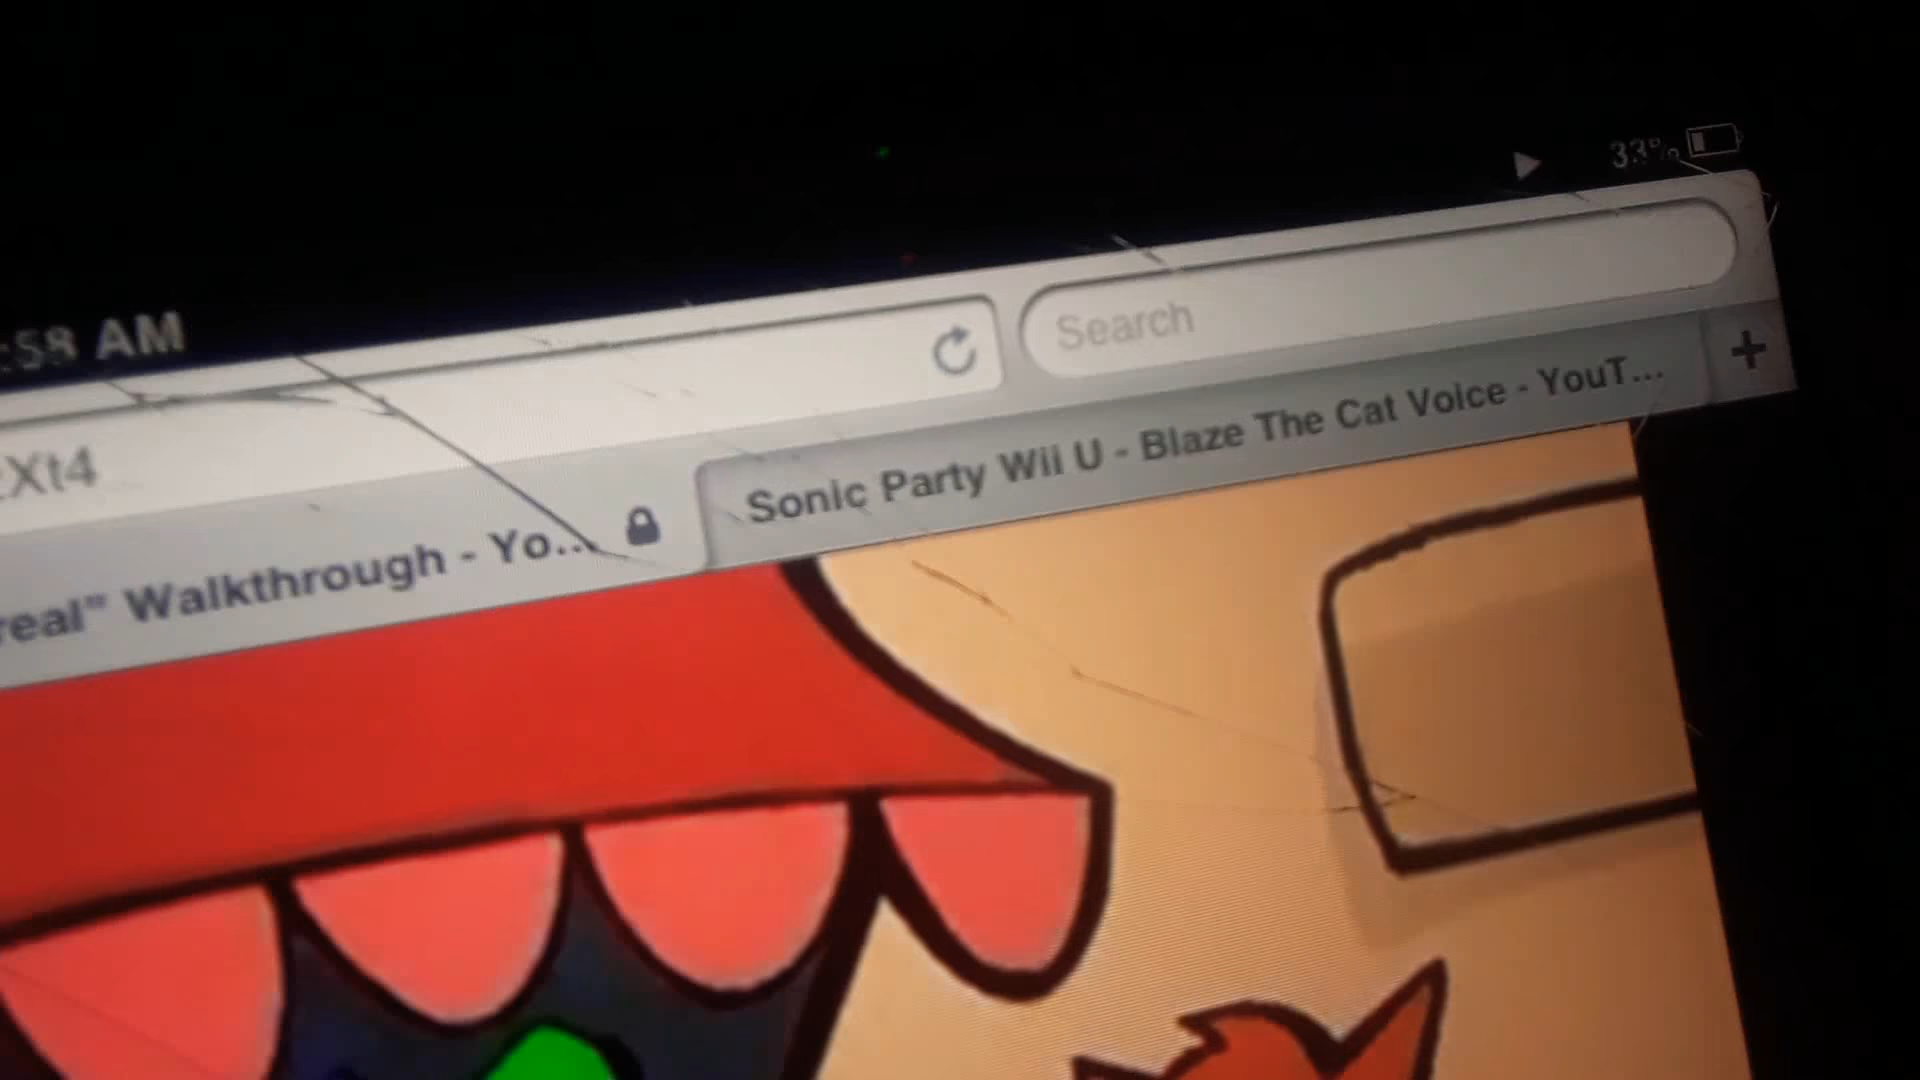 33%
:58 AM
Search
Xt4
Sonic Party Wii U - Blaze The Cat Voice - YouT...
real" Walkthrough - Yo...